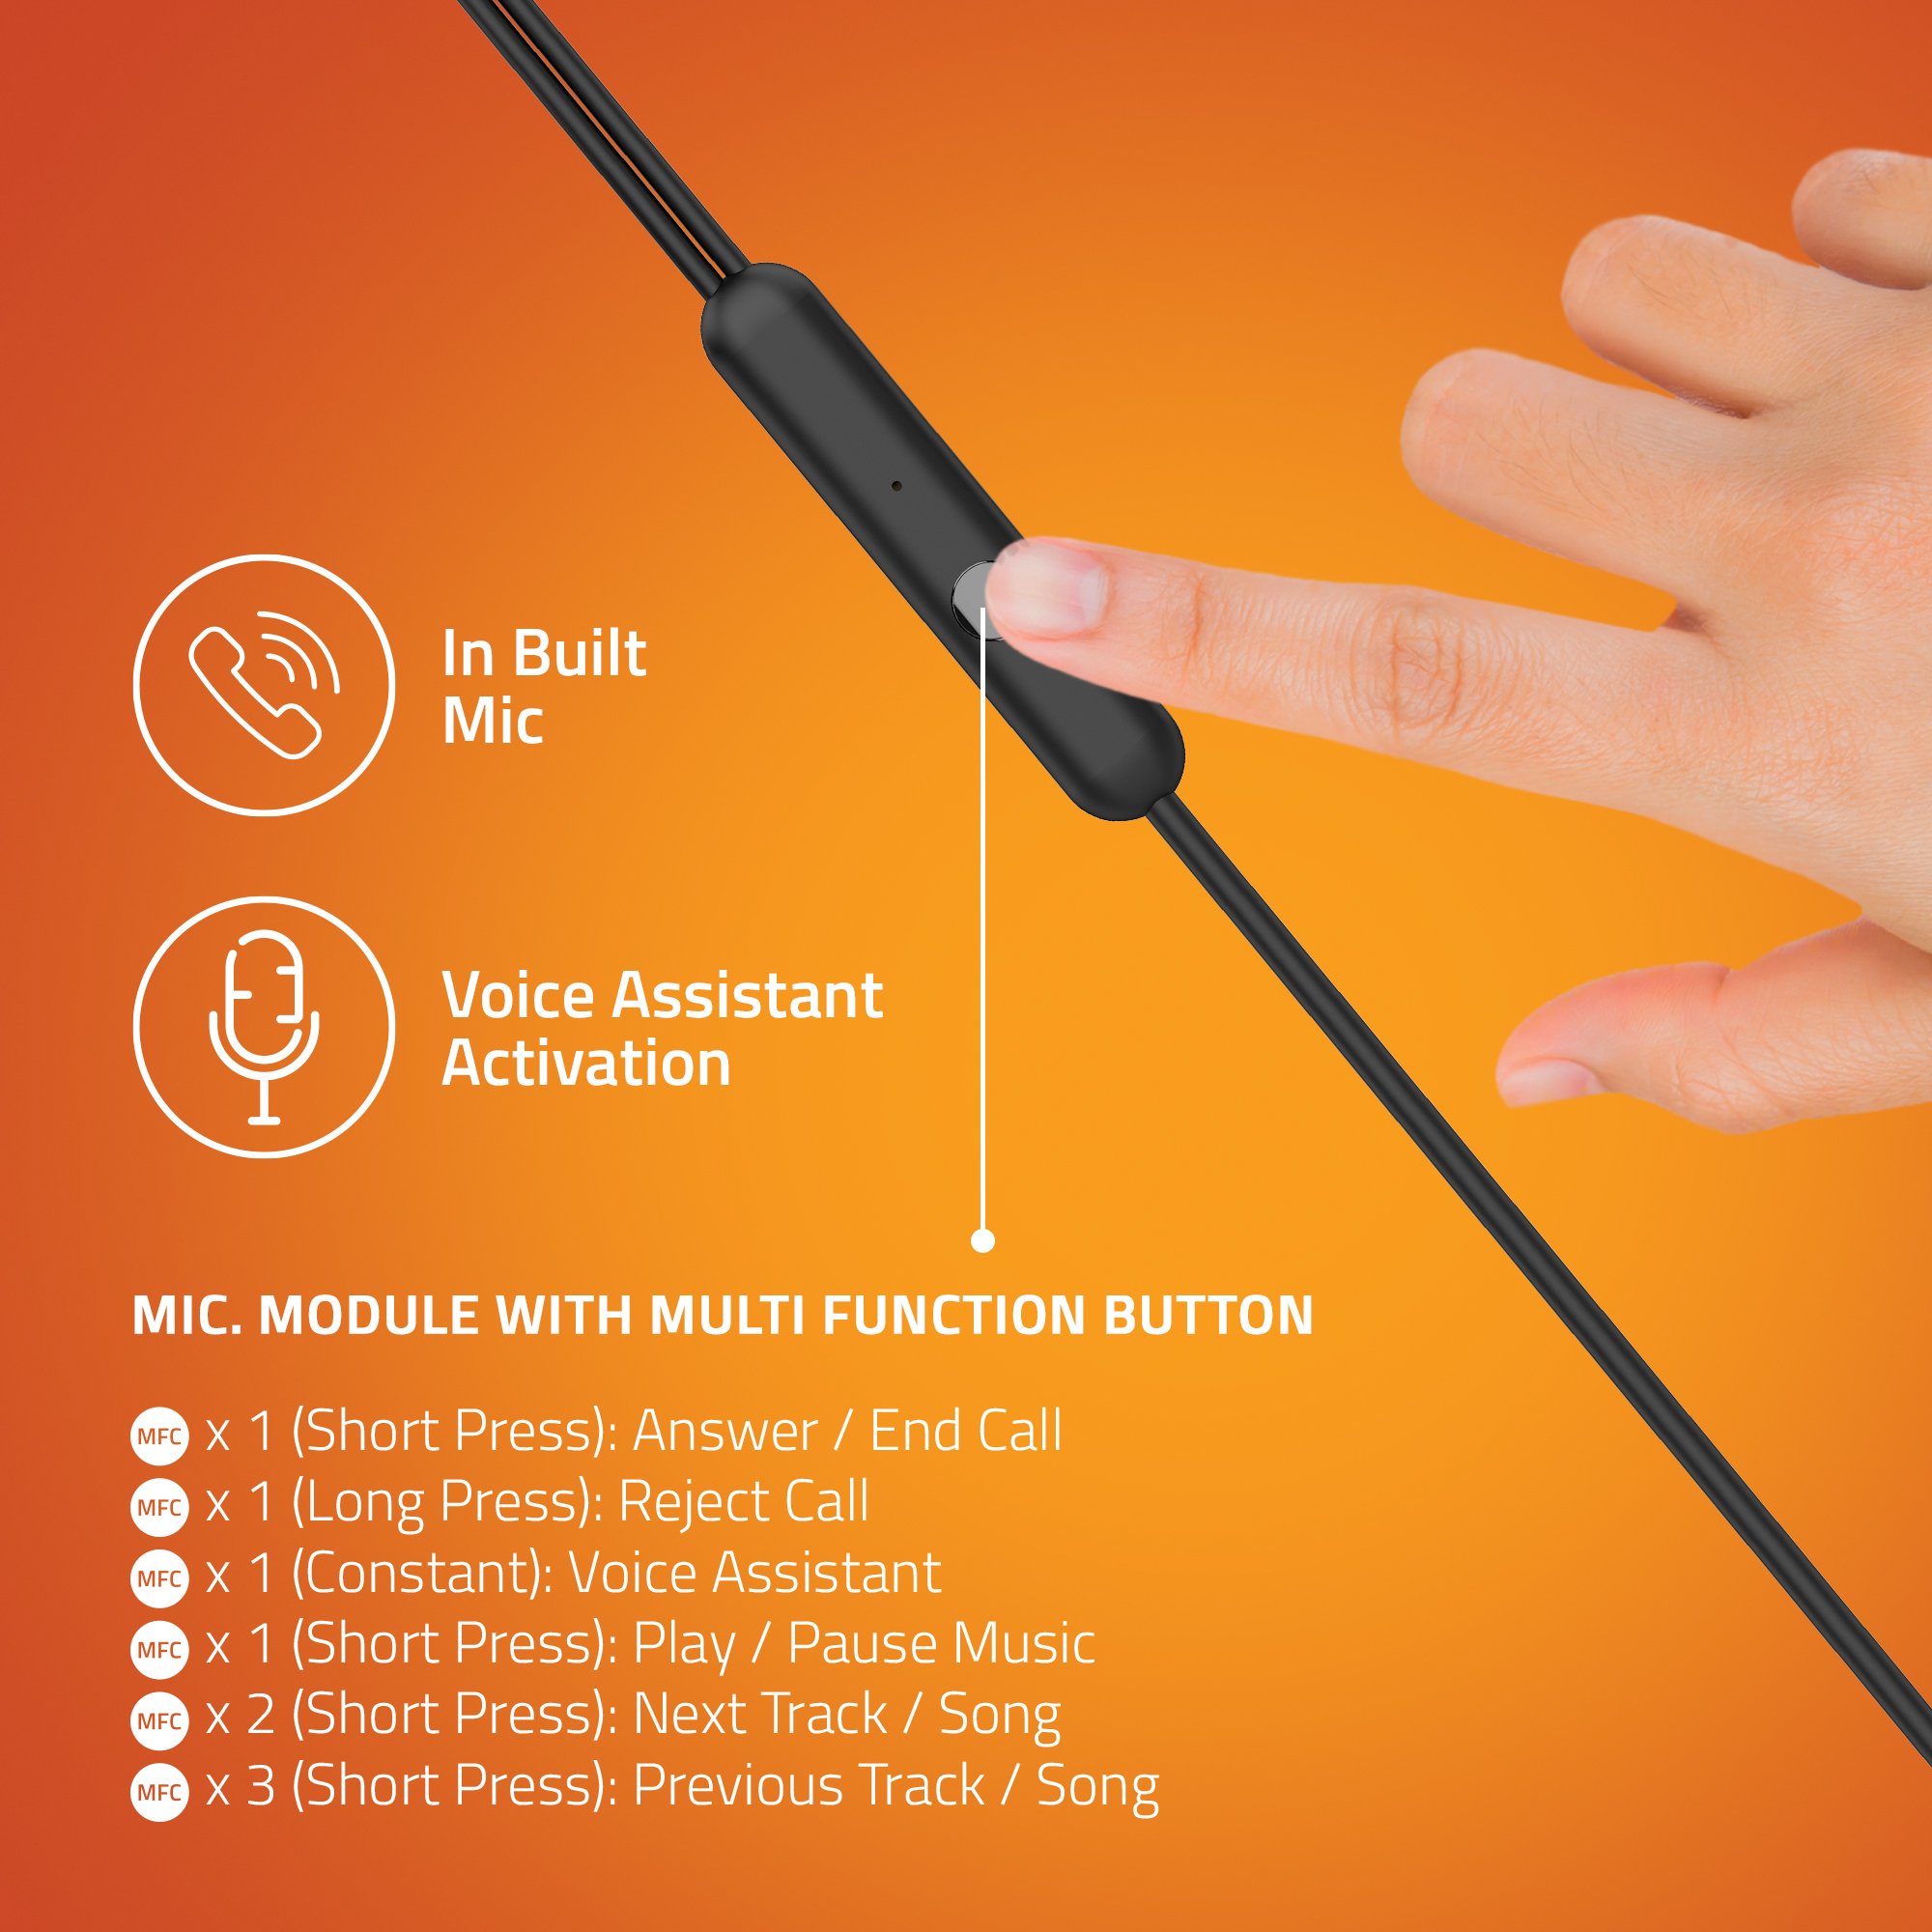 In Built
Mic
Voice Assistant
Activation
MIC. MODULE WITH MULTI FUNCTION BUTTON
MFC x 1 (Short Press): Answer / End Call
MFC x 1 (Long Press): Reject Call
MFC x 1 (Constant): Voice Assistant
MFC x 1 (Short Press): Play / Pause Music
MFC x 2 (Short Press): Next Track / Song
MFC x 3 (Short Press): Previous Track / Song